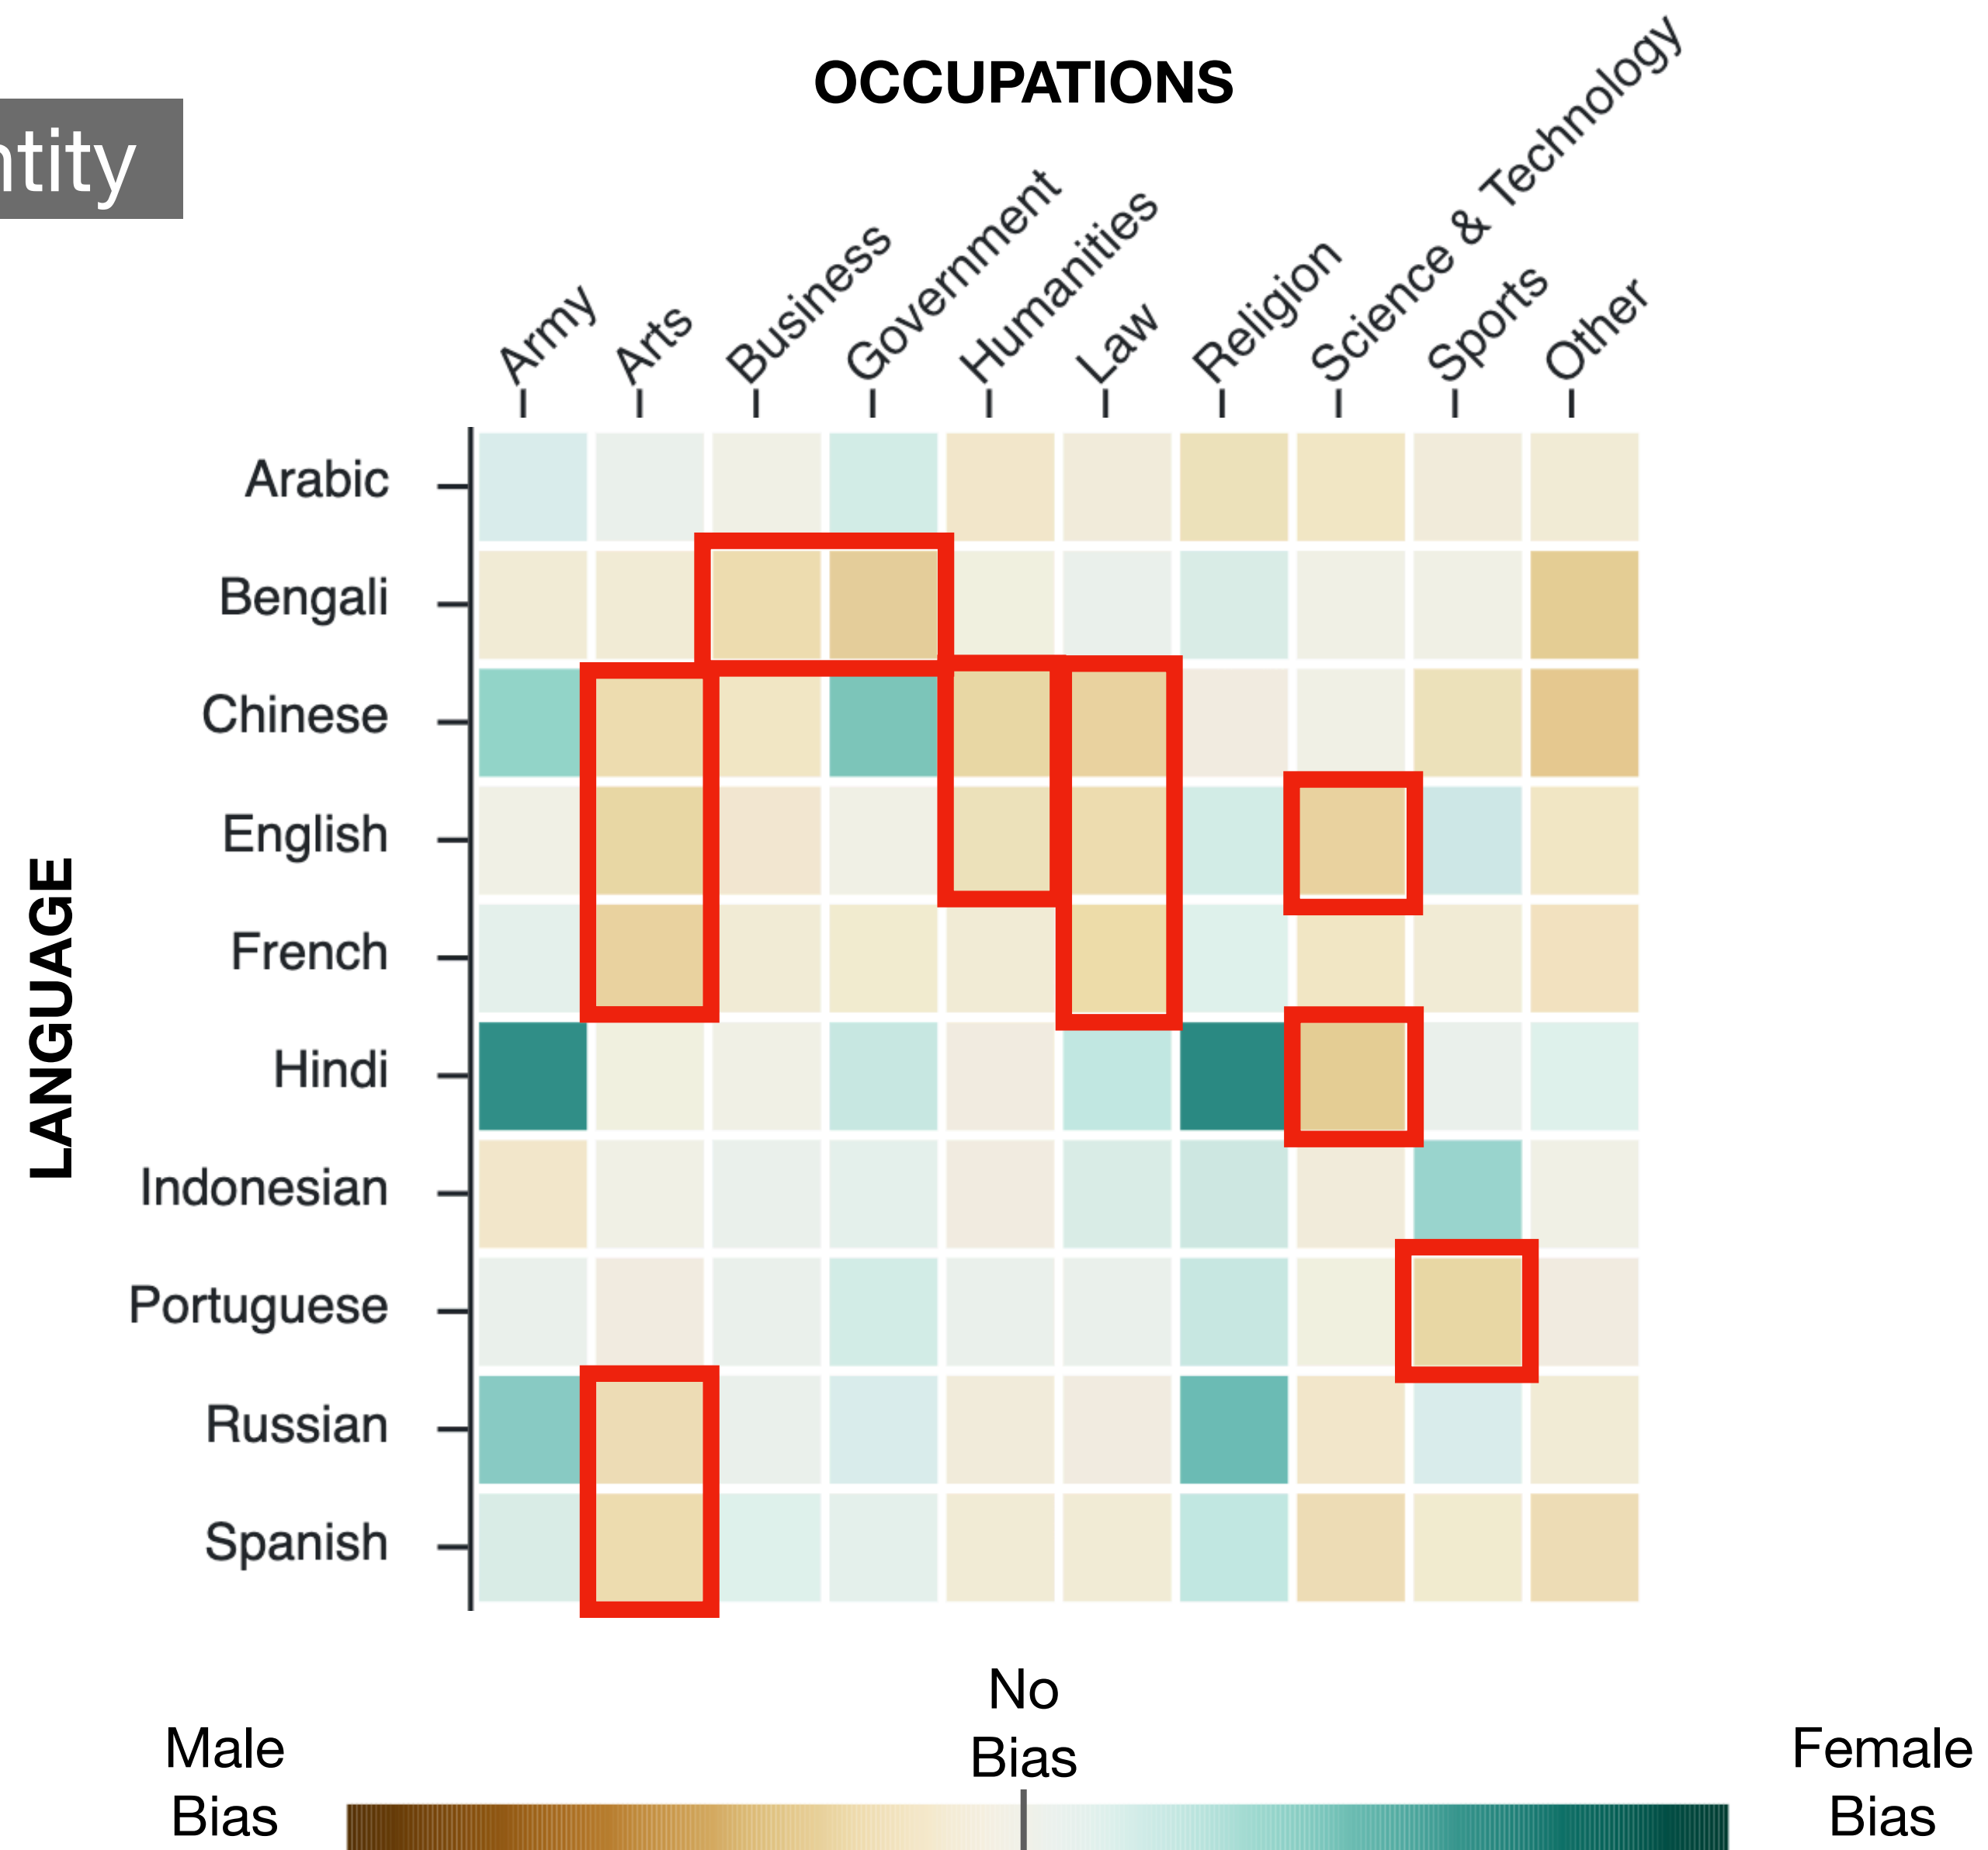 OCCUPATIONS
Army
Arts
Business
Government
Humanities
Law
Religion
Science & Technology
Sports
Other
LANGUAGE
Arabic
Bengali
Chinese
English
French
Hindi
Indonesian
Portuguese
Russian
Spanish
Male
Bias
No
Bias
Female
Bias